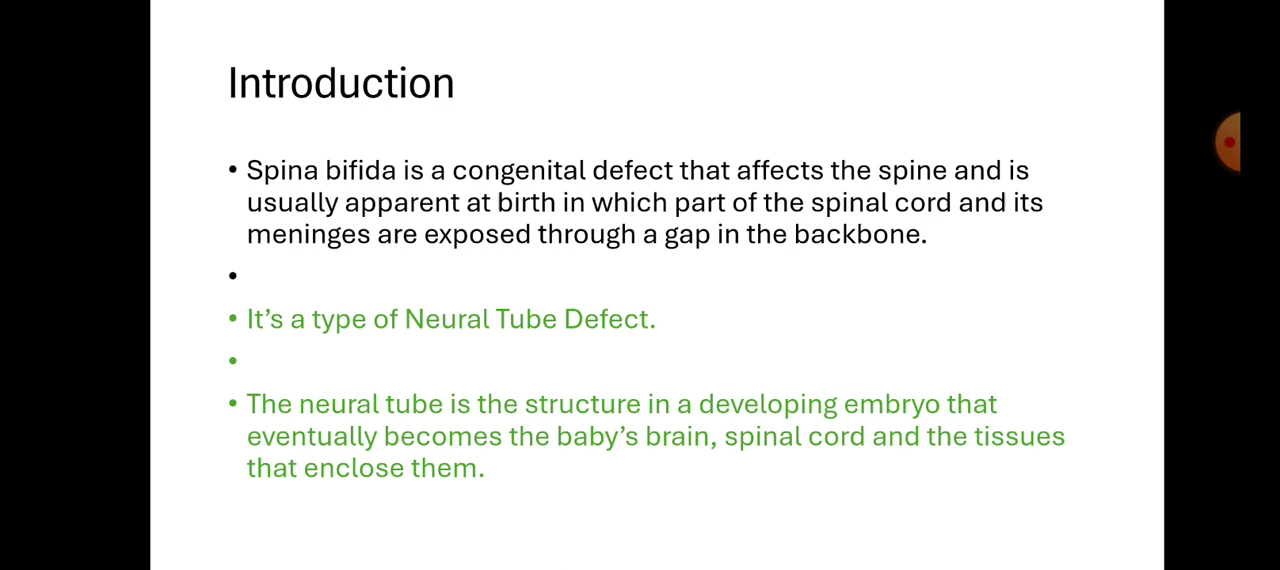 Introduction
• Spina bifida is a congenital defect that affects the spine and is
usually apparent at birth in which part of the spinal cord and its
meninges are exposed through a gap in the backbone.
•
• It’s a type of Neural Tube Defect.
•
• The neural tube is the structure in a developing embryo that
eventually becomes the baby’s brain, spinal cord and the tissues
that enclose them.